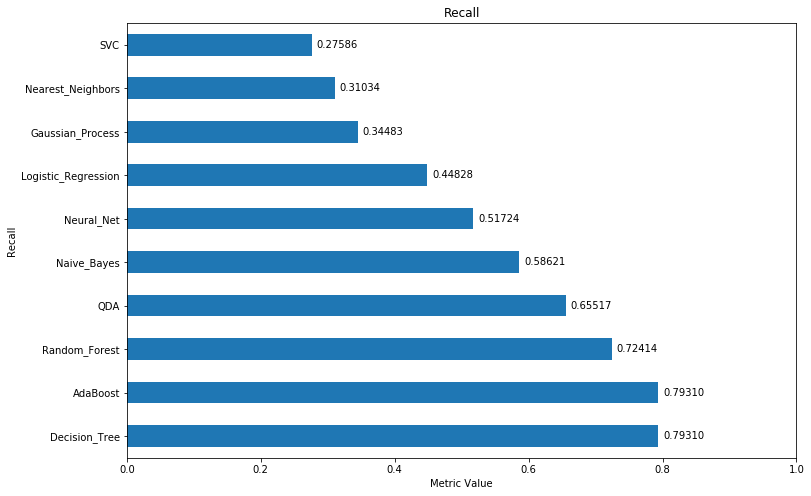 Recall
SVC 0.27586
Nearest_Neighbors 0.31034
Gaussian_Process 0.34483
Logistic_Regression 0.44828
Neural_Net 0.51724
Recall
Naive_Bayes 0.58621
QDA 0.65517
Random_Forest 0.72414
AdaBoost 0.79310
Decision_Tree 0.79310
0.0 0.2 0.4 0.6 0.8 1.0
Metric Value